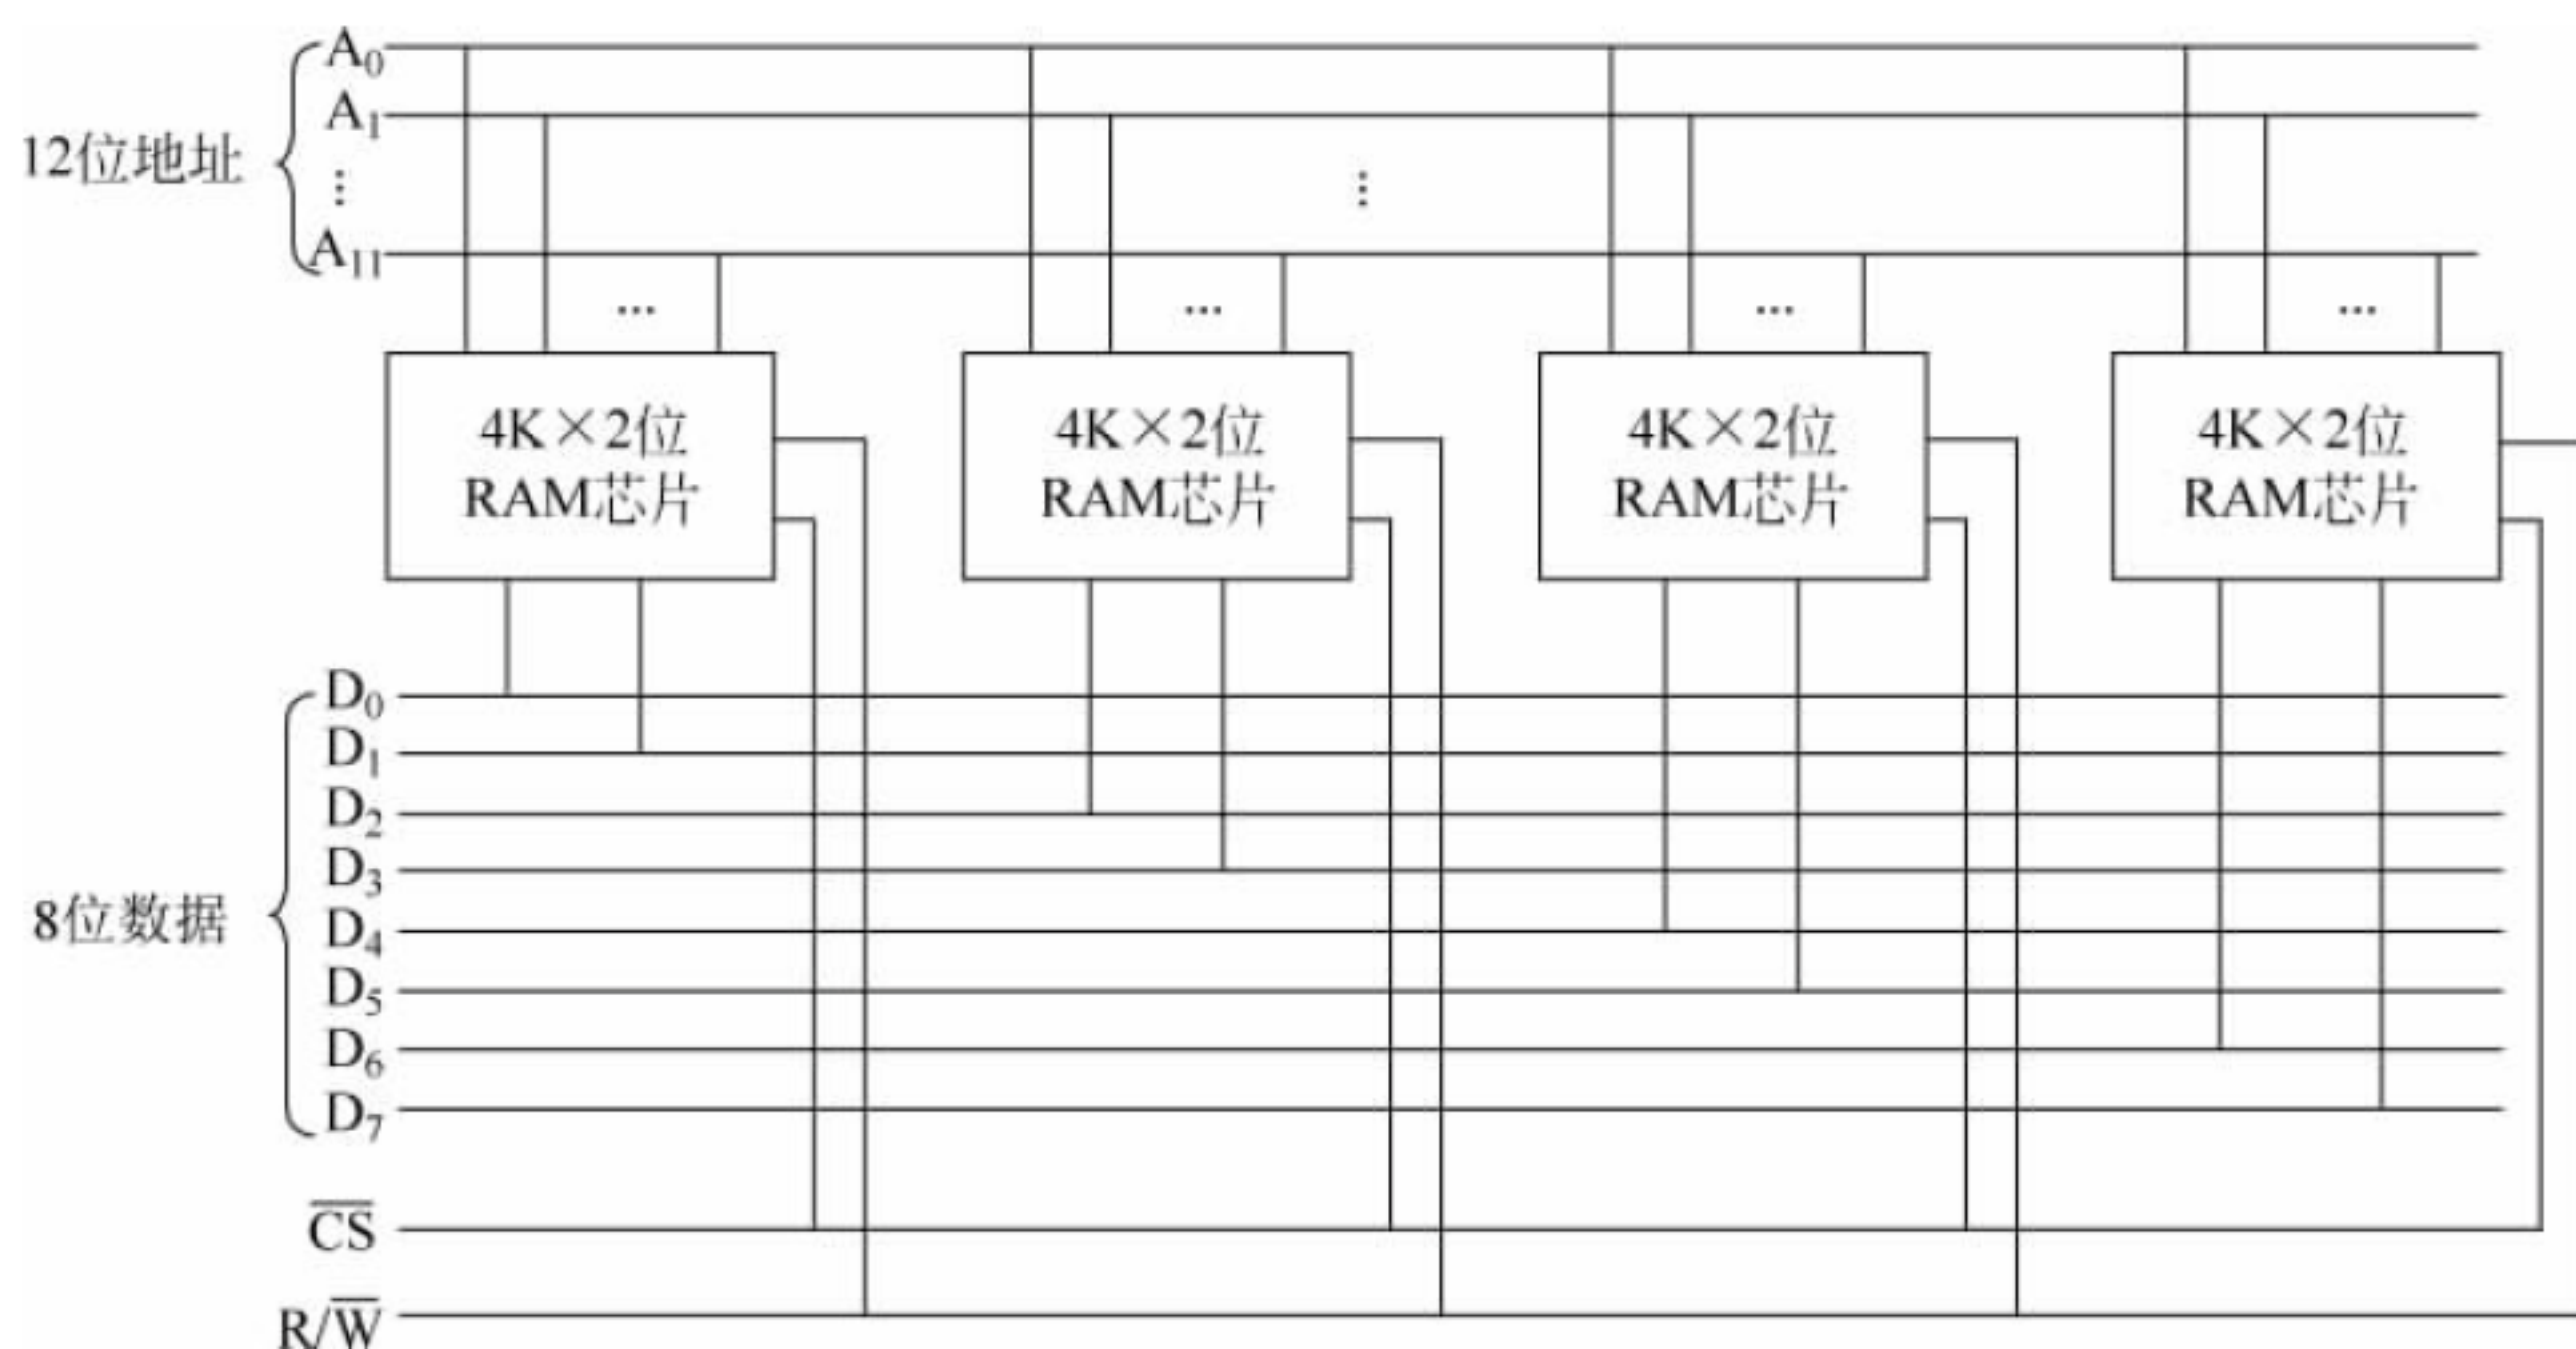 A₀
A₁
12位地址
⋮
⋮
A₁₁
… … … …
4K×2位 4K×2位 4K×2位 4K×2位
RAM芯片 RAM芯片 RAM芯片 RAM芯片
D₀
D₁
D₂
D₃
8位数据
D₄
D₅
D₆
D₇
C̅S̅
R/W̅